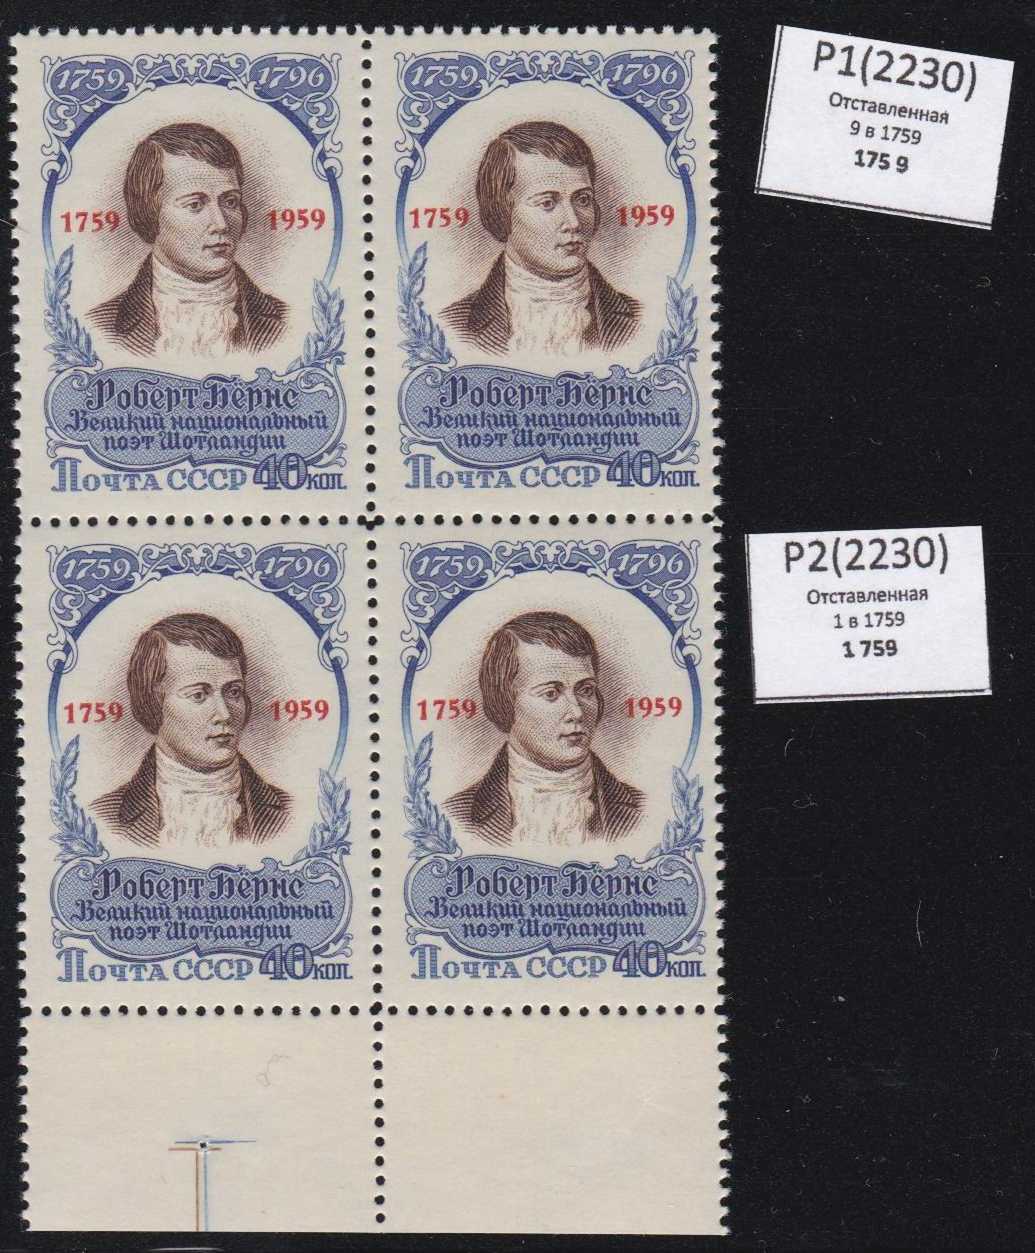 1759 1796
1759 1959
Роберт Бёрнс
Великий национальный
поэт Шотландии
Почта СССР 40 коп.
1759 1796
1759 1959
Роберт Бёрнс
Великий национальный
поэт Шотландии
Почта СССР 40 коп.
P1(2230)
Отставленная
9 в 1759
175 9
1759 1796
1759 1959
Роберт Бёрнс
Великий национальный
поэт Шотландии
Почта СССР 40 коп.
1759 1796
1759 1959
Роберт Бёрнс
Великий национальный
поэт Шотландии
Почта СССР 40 коп.
P2(2230)
Отставленная
1 в 1759
1 759